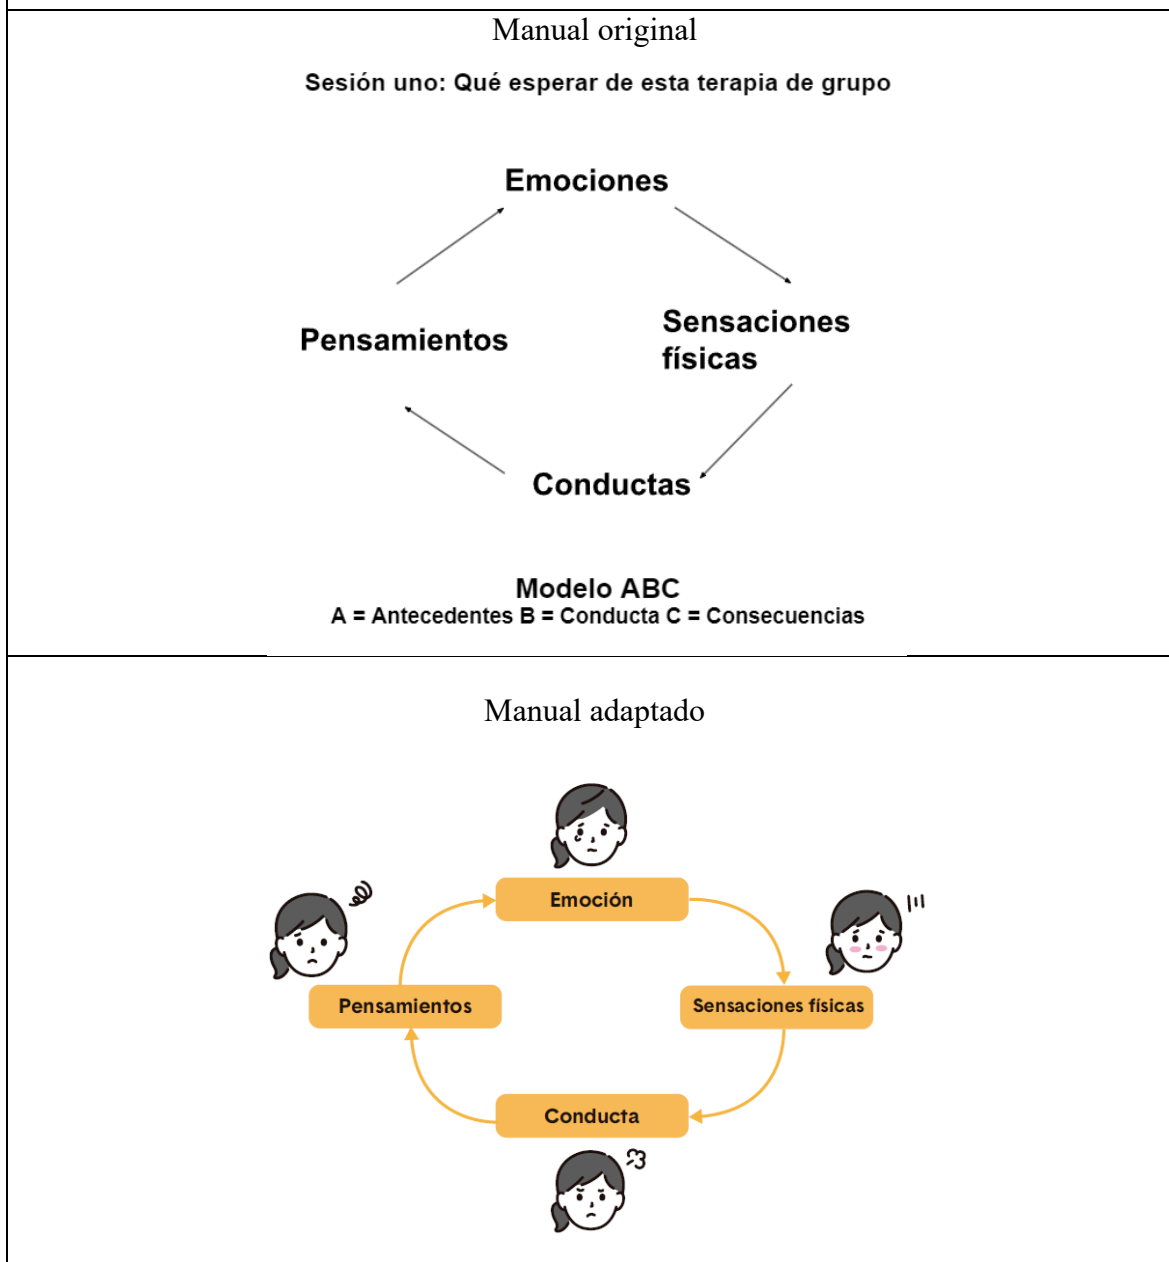 Manual original
Sesión uno: Qué esperar de esta terapia de grupo
Emociones
Pensamientos
Sensaciones
físicas
Conductas
Modelo ABC
A = Antecedentes B = Conducta C = Consecuencias
Manual adaptado
Emoción
Pensamientos
Sensaciones físicas
Conducta